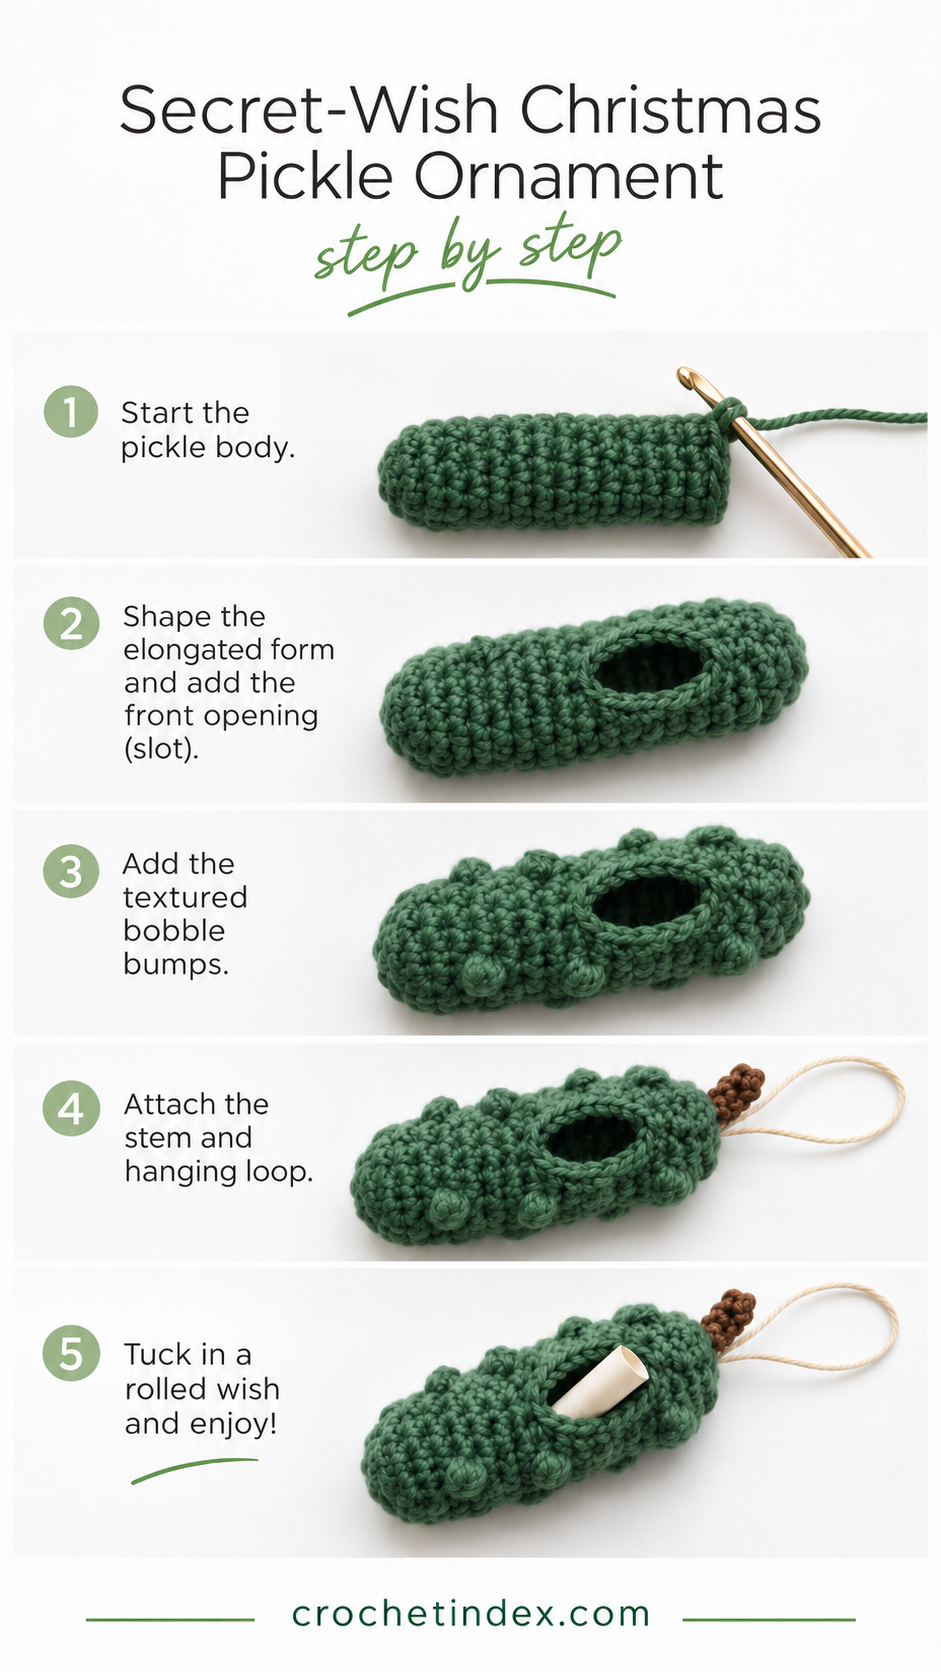 Secret-Wish Christmas
Pickle Ornament
step by step
1
Start the
pickle body.
2
Shape the
elongated form
and add the
front opening
(slot).
3
Add the
textured
bobble
bumps.
4
Attach the
stem and
hanging loop.
5
Tuck in a
rolled wish
and enjoy!
crochetindex.com